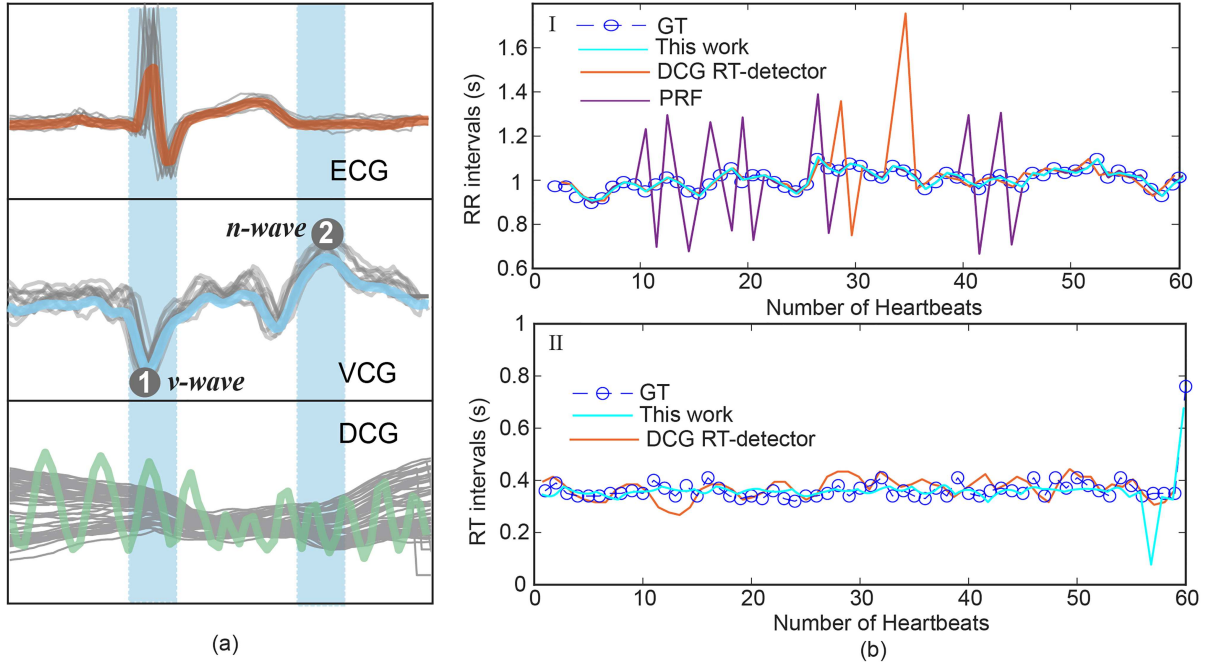 ECG
n-wave
2
1
v-wave
VCG
DCG
(a)
I
GT
This work
DCG RT-detector
PRF
RR intervals (s)
1.6
1.4
1.2
1
0.8
0.6
0 10 20 30 40 50 60
Number of Heartbeats
II
GT
This work
DCG RT-detector
RT intervals (s)
1
0.8
0.6
0.4
0.2
0
0 10 20 30 40 50 60
Number of Heartbeats
(b)